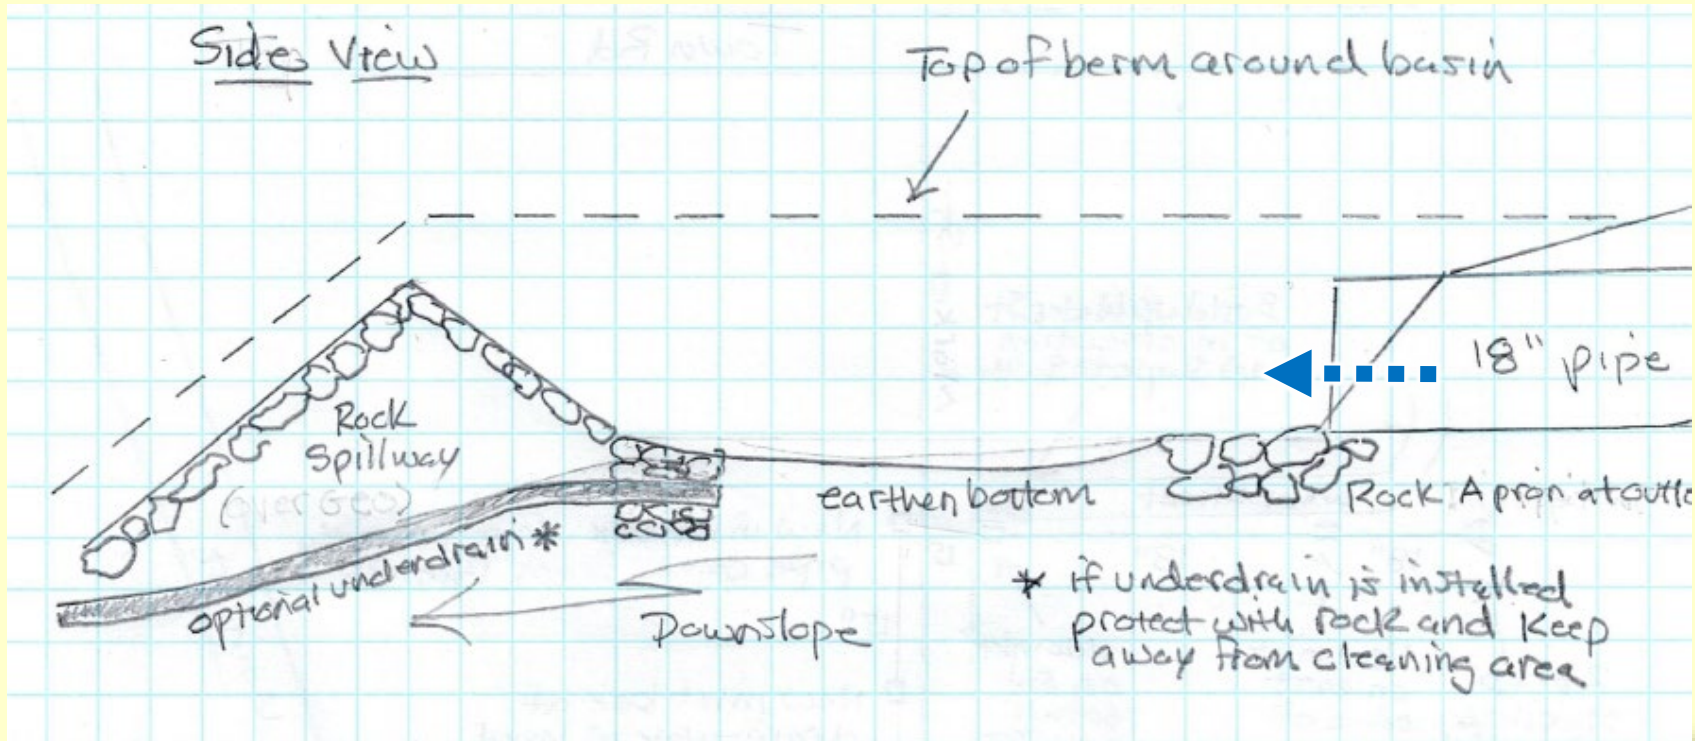 Side View
Top of berm around basin
18" pipe
Rock
Spillway
(over GEO)
earthen bottom
Rock Apron at outle
optional underdrain *
* if underdrain is installed
protect with rock and keep
away from cleaning area
Downslope